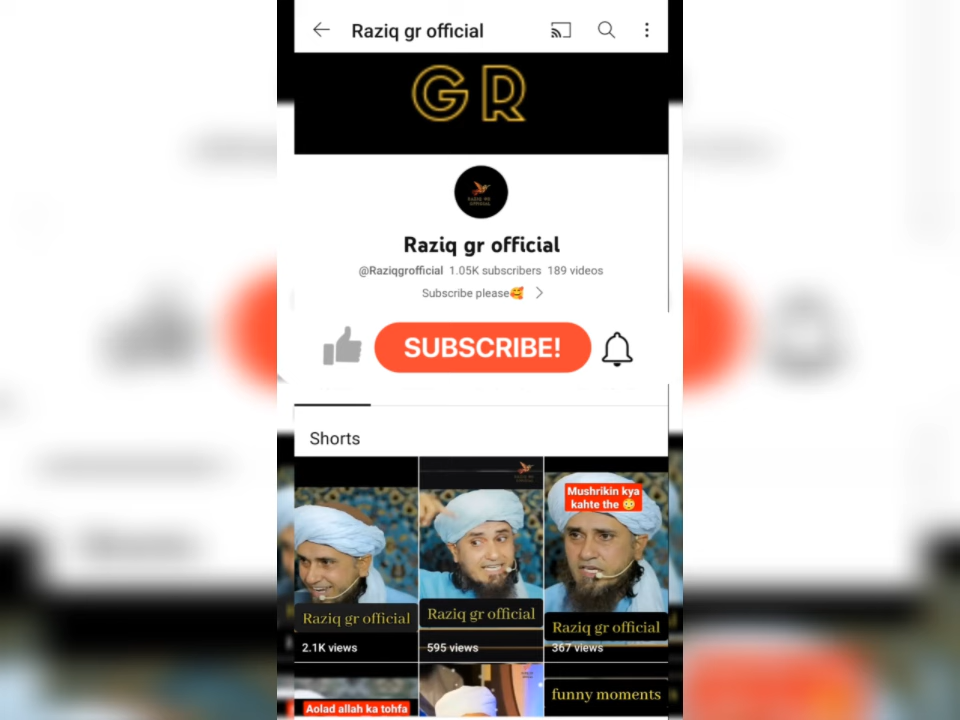 Raziq gr official
GR
Raziq gr official
@Raziqgrofficial 1.05K subscribers 189 videos
Subscribe please🥰 >
SUBSCRIBE!
Shorts
Mushrikin kya
kahte the 😳
Raziq gr official
Raziq gr official
Raziq gr official
2.1K views
595 views
367 views
Aolad allah ka tohfa
funny moments